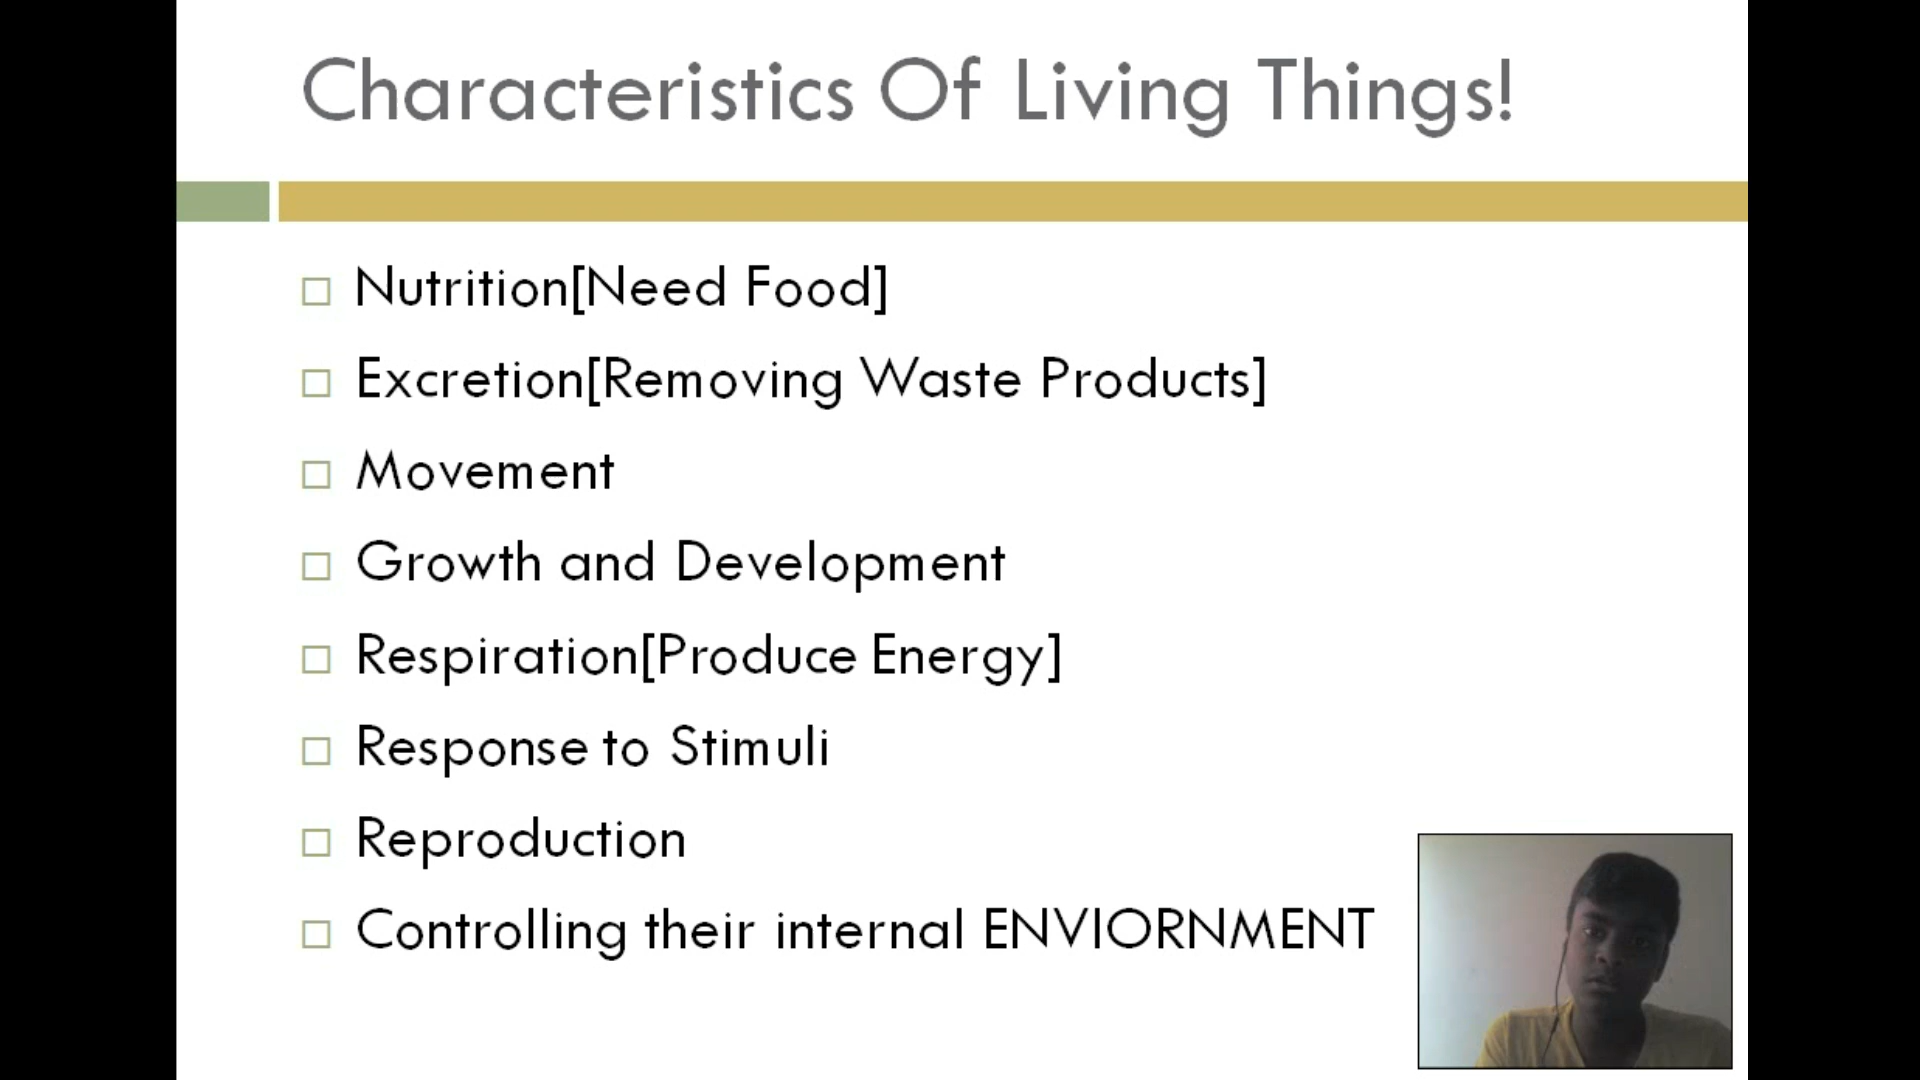 Characteristics Of Living Things!
Nutrition[Need Food]
Excretion[Removing Waste Products]
Movement
Growth and Development
Respiration[Produce Energy]
Response to Stimuli
Reproduction
Controlling their internal ENVIORNMENT